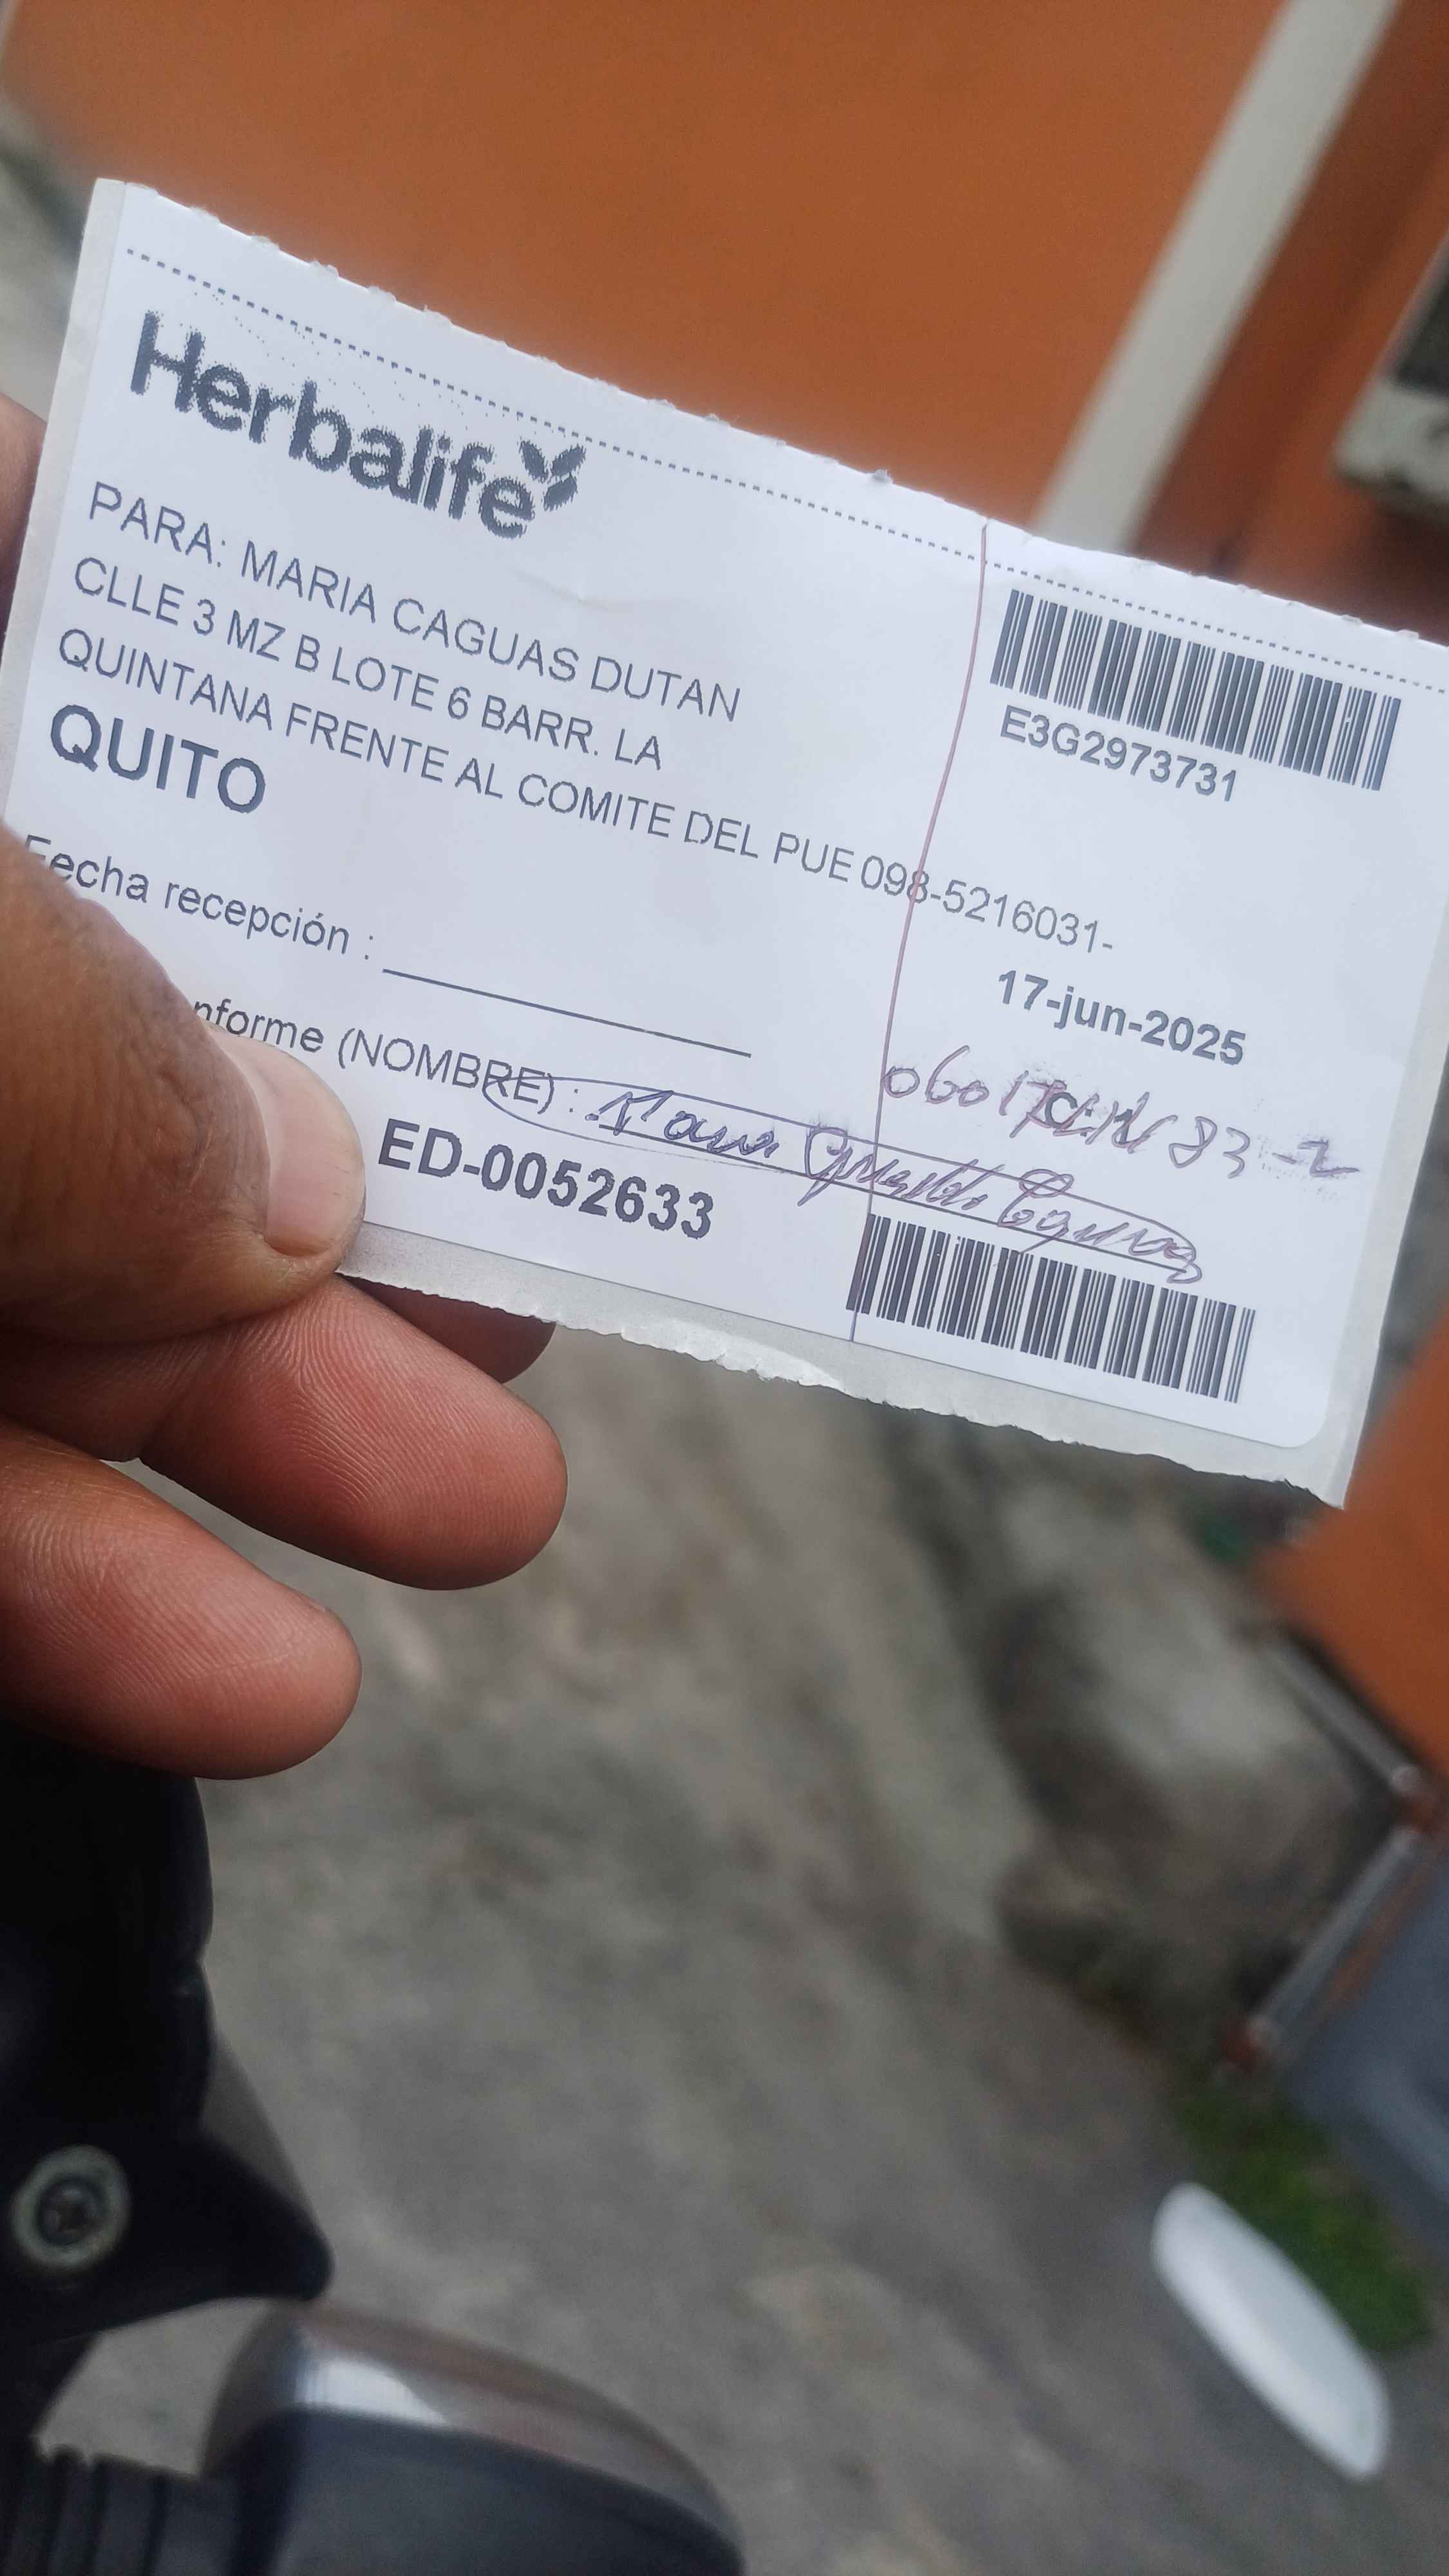 Herbalife
PARA: MARIA CAGUAS DUTAN
CLLE 3 MZ B LOTE 6 BARR. LA
QUINTANA FRENTE AL COMITE DEL PUE 098-5216031-
QUITO
E3G2973731
17-jun-2025
Fecha recepción :
nforme (NOMBRE) :
ED-0052633